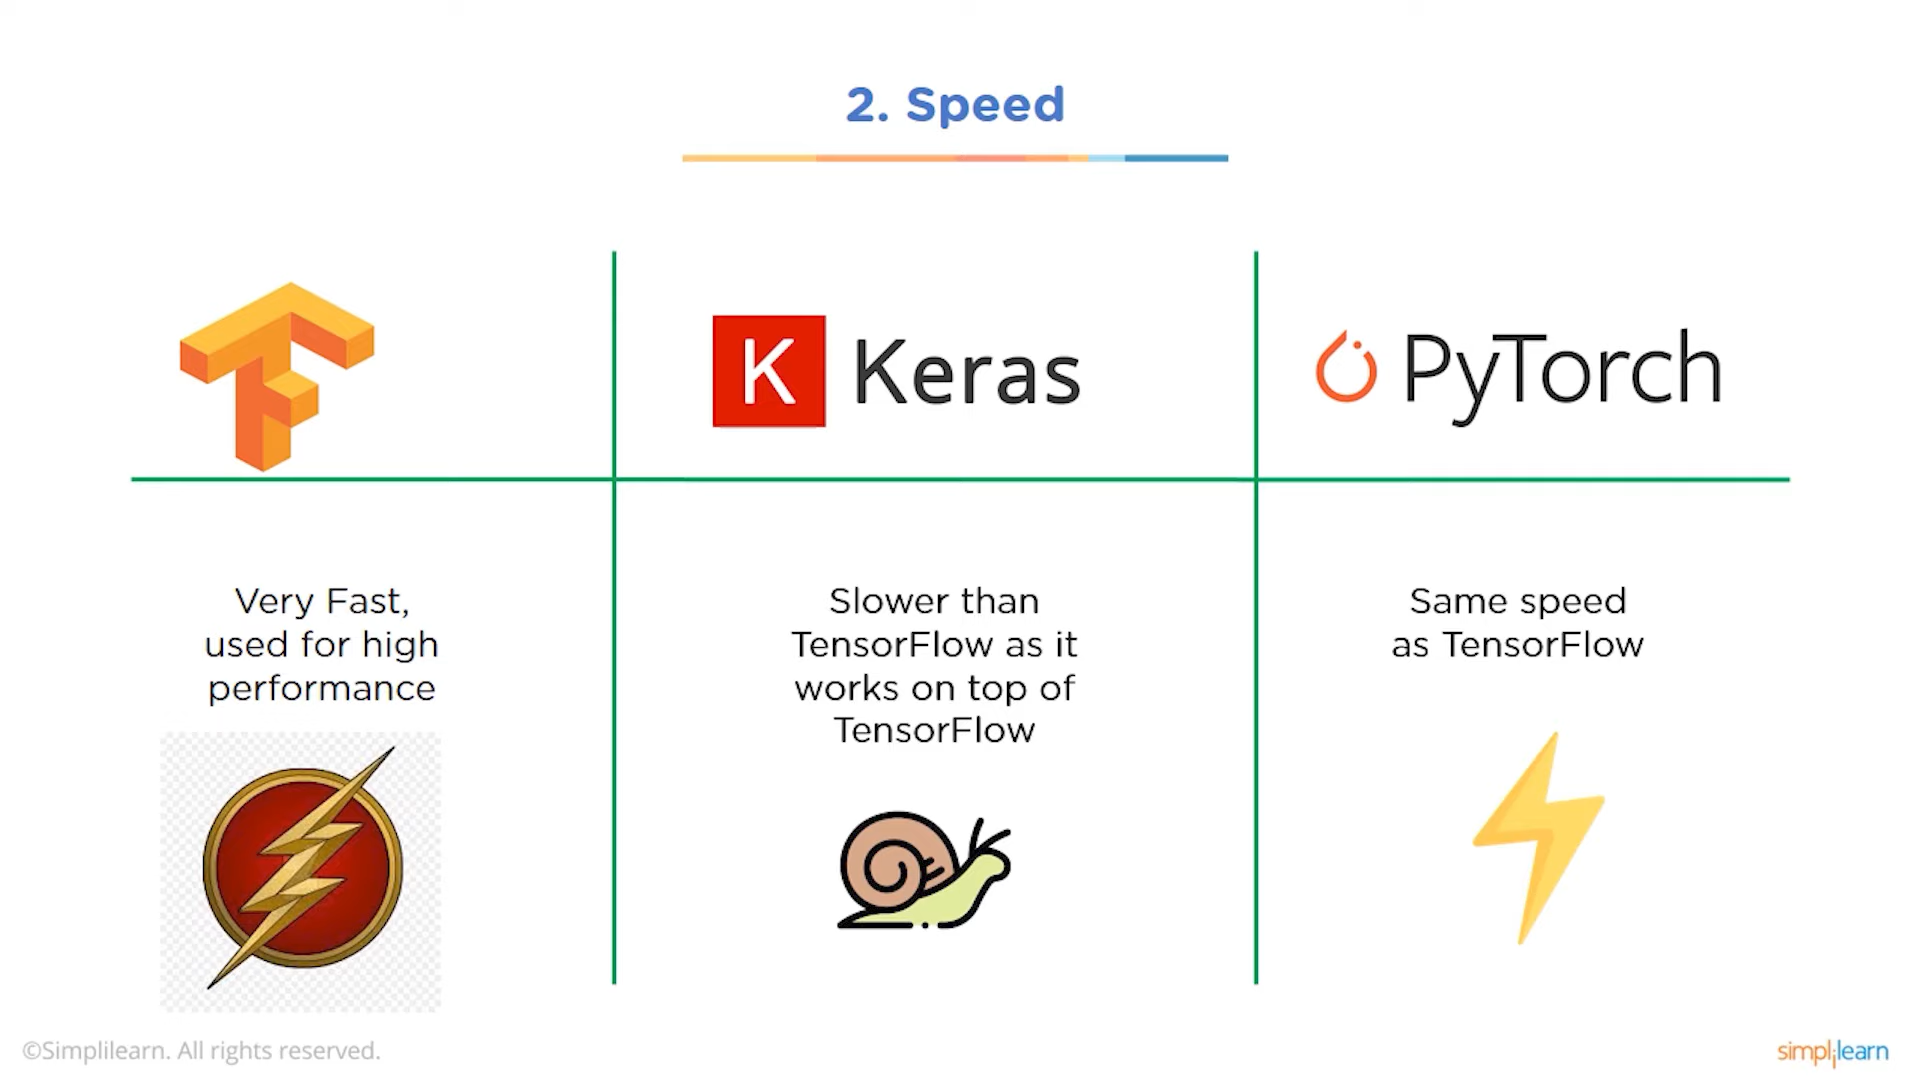 2. Speed
K Keras
PyTorch
Very Fast,
used for high
performance
Slower than
TensorFlow as it
works on top of
TensorFlow
Same speed
as TensorFlow
©Simplilearn. All rights reserved.
simplilearn